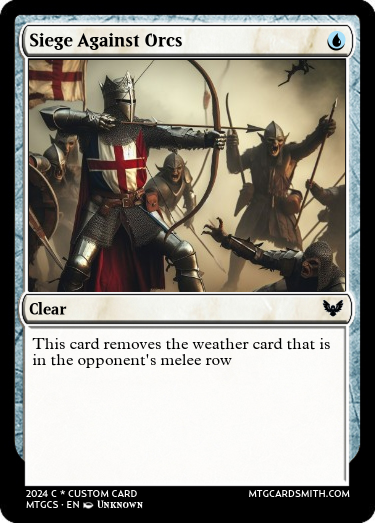 Siege Against Orcs
Clear
This card removes the weather card that is
in the opponent's melee row
2024 C * CUSTOM CARD
MTGCS · EN Unknown
MTGCARDSMITH.COM